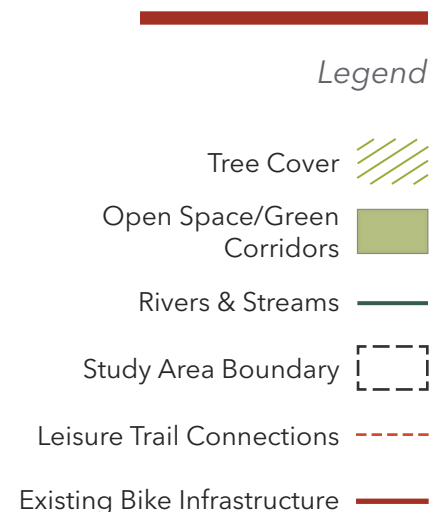 Legend
Tree Cover
Open Space/Green
Corridors
Rivers & Streams
Study Area Boundary
Leisure Trail Connections
Existing Bike Infrastructure